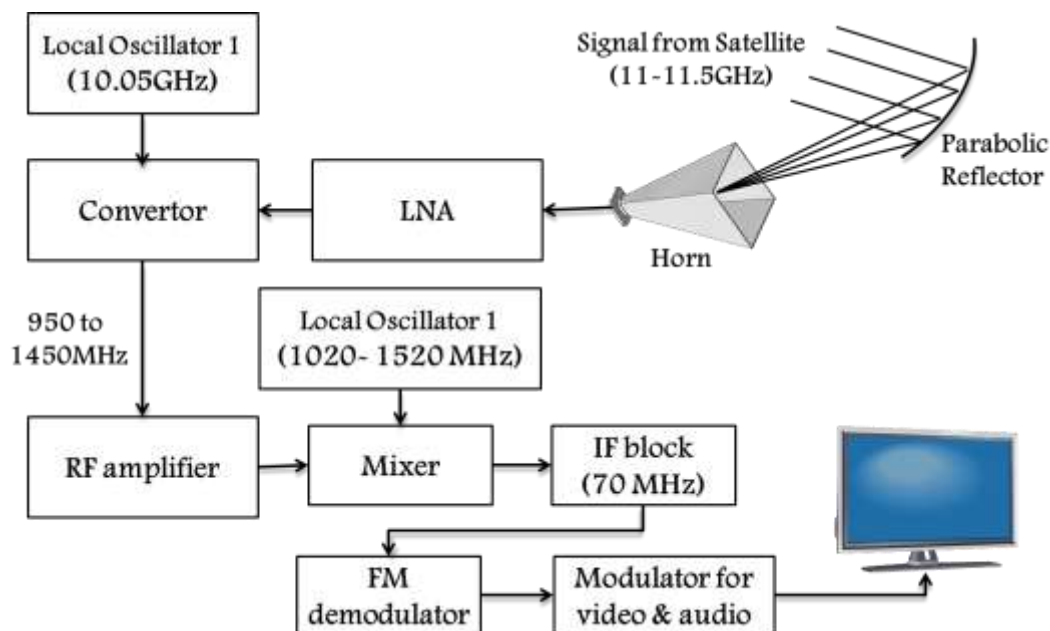 Local Oscillator 1
(10.05GHz)
Signal from Satellite
(11-11.5GHz)
Parabolic
Reflector
Convertor
LNA
Horn
950 to
1450MHz
Local Oscillator 1
(1020- 1520 MHz)
RF amplifier
Mixer
IF block
(70 MHz)
FM
demodulator
Modulator for
video & audio